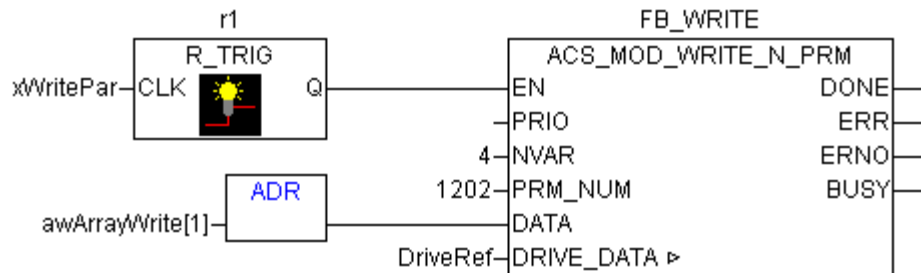 r1
FB_WRITE
R_TRIG
ACS_MOD_WRITE_N_PRM
xWritePar CLK Q EN DONE
PRIO ERR
4 NVAR ERNO
1202 PRM_NUM BUSY
ADR
awArrayWrite[1] DATA
DriveRef DRIVE_DATA ▷